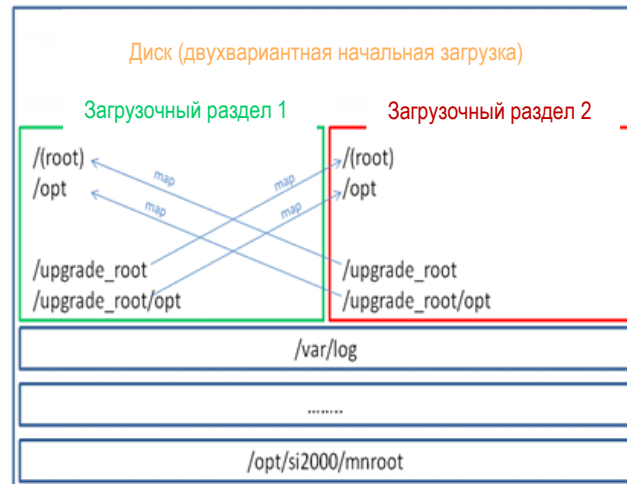 Диск (двухвариантная начальная загрузка)
Загрузочный раздел 1
Загрузочный раздел 2
/(root)
/opt
/upgrade_root
/upgrade_root/opt
map
map
map
map
/(root)
/opt
/upgrade_root
/upgrade_root/opt
/var/log
........
/opt/si2000/mnroot